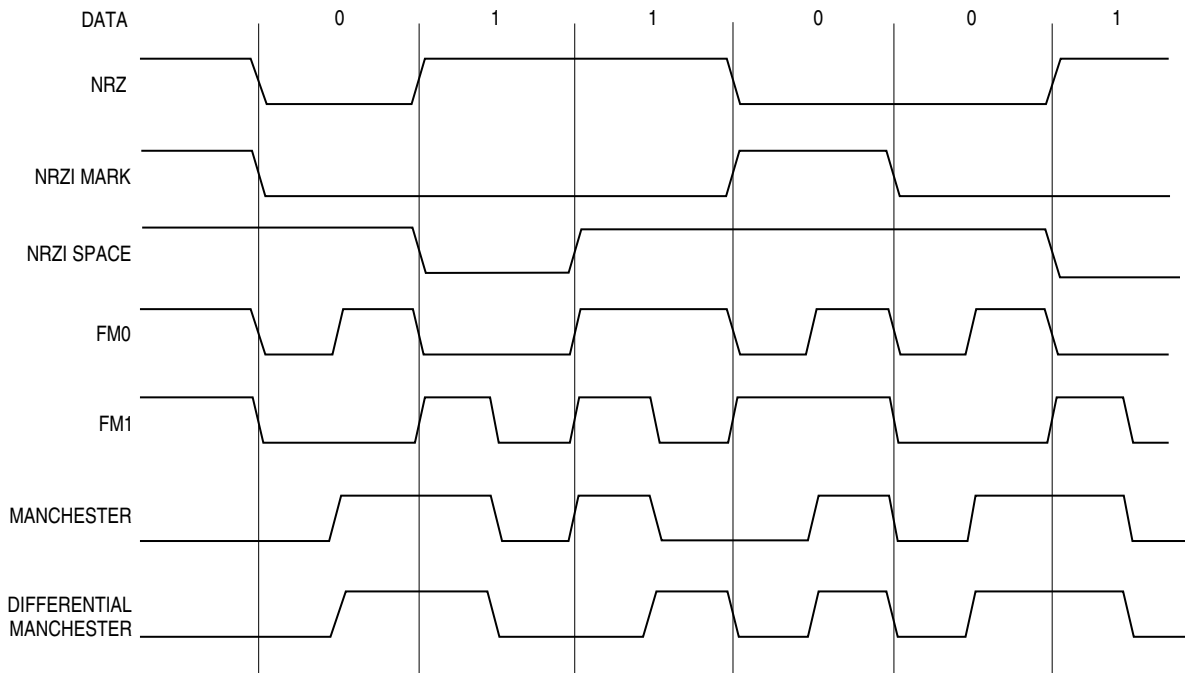 DATA 0 1 1 0 0 1
NRZ
NRZI MARK
NRZI SPACE
FM0
FM1
MANCHESTER
DIFFERENTIAL
MANCHESTER